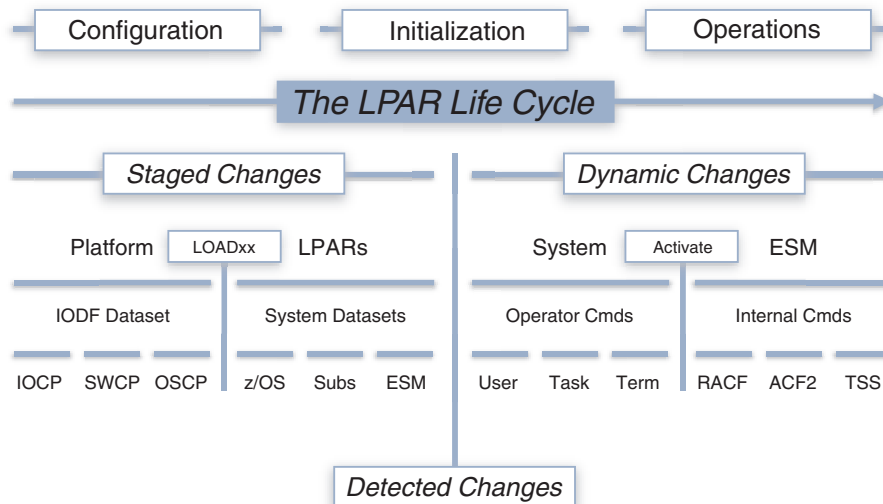 Configuration Initialization Operations
The LPAR Life Cycle
Staged Changes Dynamic Changes
Platform LOADxx LPARs System Activate ESM
IODF Dataset System Datasets Operator Cmds Internal Cmds
IOCP SWCP OSCP z/OS Subs ESM User Task Term RACF ACF2 TSS
Detected Changes